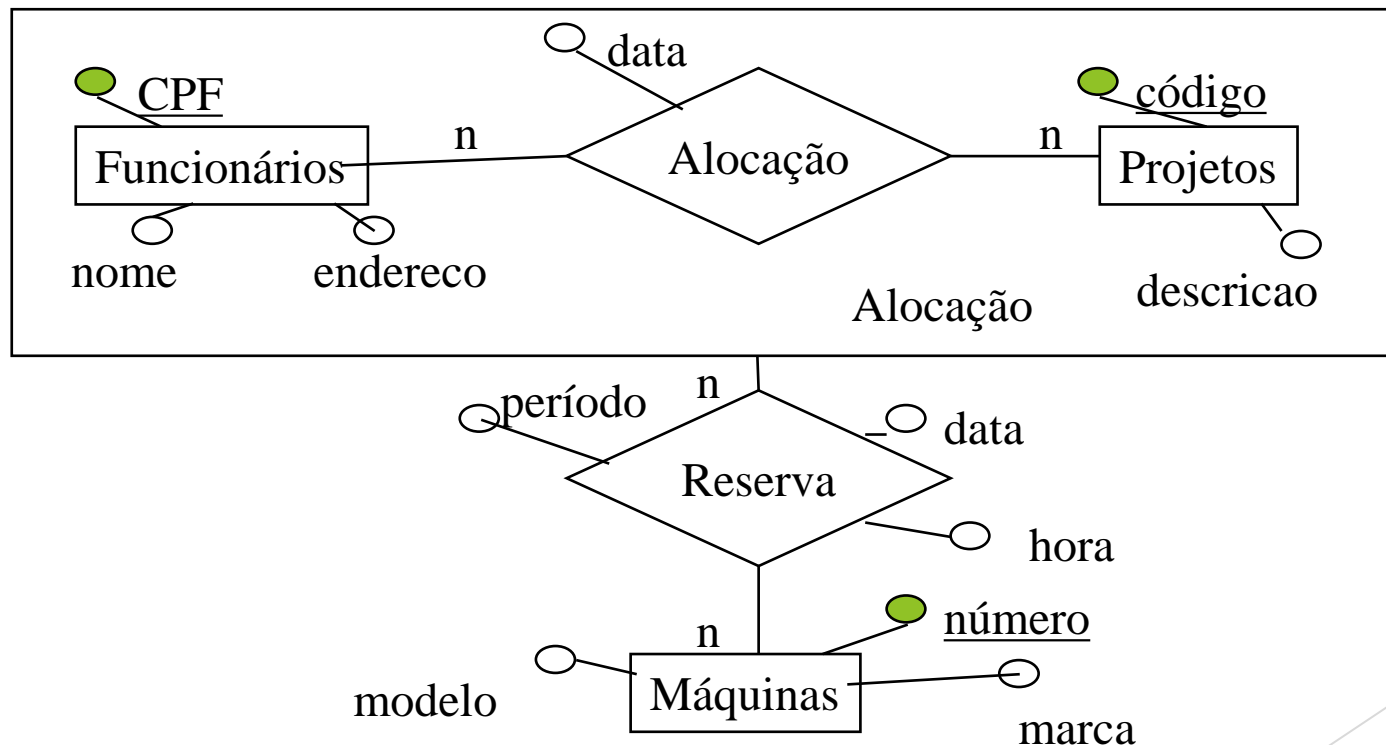 data
CPF
código
n
n
Funcionários
Alocação
Projetos
nome
endereco
descricao
Alocação
n
período
data
Reserva
hora
número
n
modelo
Máquinas
marca